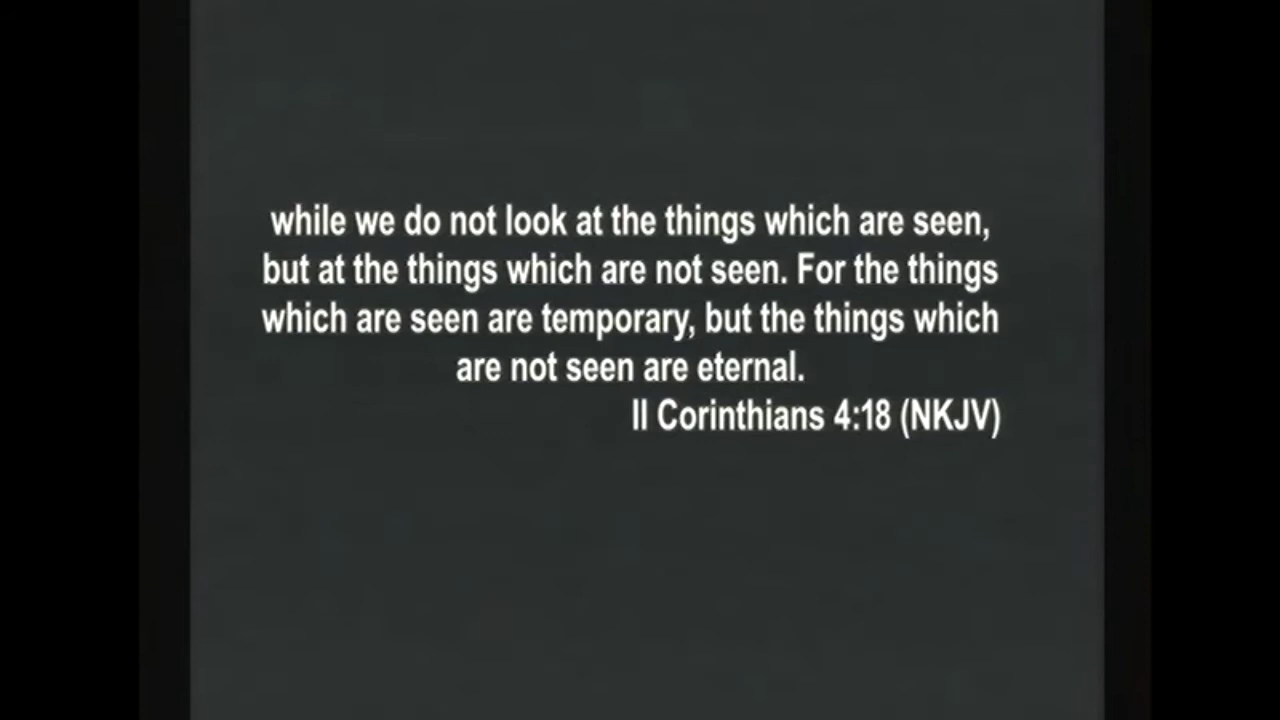 while we do not look at the things which are seen,
but at the things which are not seen. For the things
which are seen are temporary, but the things which
are not seen are eternal.
II Corinthians 4:18 (NKJV)